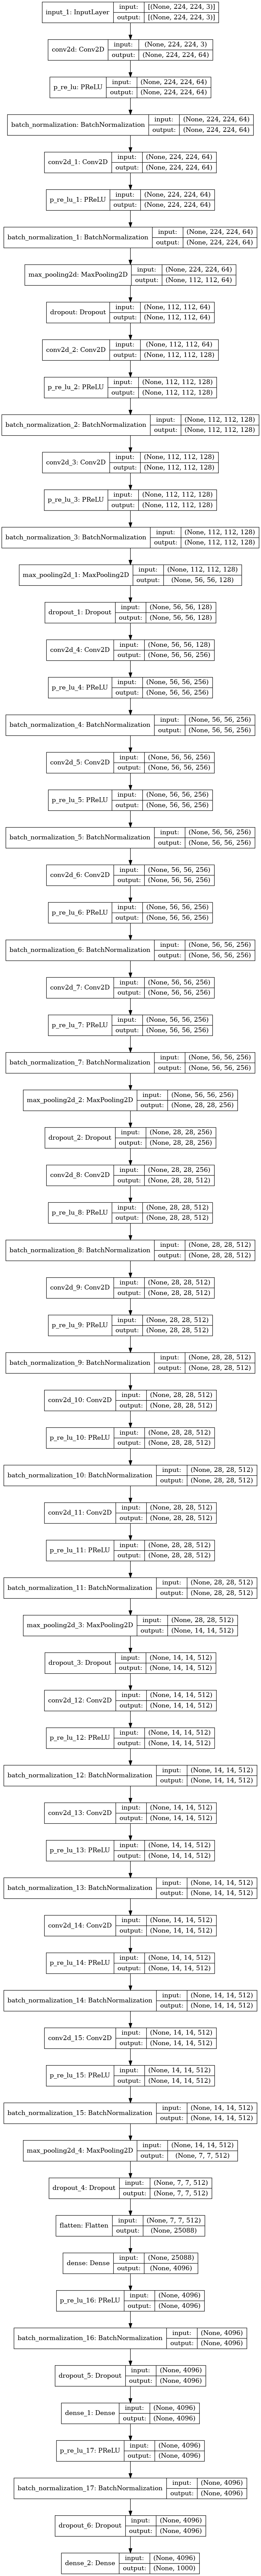 input_1: InputLayer input: [(None, 224, 224, 3)]
output: [(None, 224, 224, 3)]
conv2d: Conv2D input: (None, 224, 224, 3)
output: (None, 224, 224, 64)
p_re_lu: PReLU input: (None, 224, 224, 64)
output: (None, 224, 224, 64)
batch_normalization: BatchNormalization input: (None, 224, 224, 64)
output: (None, 224, 224, 64)
conv2d_1: Conv2D input: (None, 224, 224, 64)
output: (None, 224, 224, 64)
p_re_lu_1: PReLU input: (None, 224, 224, 64)
output: (None, 224, 224, 64)
batch_normalization_1: BatchNormalization input: (None, 224, 224, 64)
output: (None, 224, 224, 64)
max_pooling2d: MaxPooling2D input: (None, 224, 224, 64)
output: (None, 112, 112, 64)
dropout: Dropout input: (None, 112, 112, 64)
output: (None, 112, 112, 64)
conv2d_2: Conv2D input: (None, 112, 112, 64)
output: (None, 112, 112, 128)
p_re_lu_2: PReLU input: (None, 112, 112, 128)
output: (None, 112, 112, 128)
batch_normalization_2: BatchNormalization input: (None, 112, 112, 128)
output: (None, 112, 112, 128)
conv2d_3: Conv2D input: (None, 112, 112, 128)
output: (None, 112, 112, 128)
p_re_lu_3: PReLU input: (None, 112, 112, 128)
output: (None, 112, 112, 128)
batch_normalization_3: BatchNormalization input: (None, 112, 112, 128)
output: (None, 112, 112, 128)
max_pooling2d_1: MaxPooling2D input: (None, 112, 112, 128)
output: (None, 56, 56, 128)
dropout_1: Dropout input: (None, 56, 56, 128)
output: (None, 56, 56, 128)
conv2d_4: Conv2D input: (None, 56, 56, 128)
output: (None, 56, 56, 256)
p_re_lu_4: PReLU input: (None, 56, 56, 256)
output: (None, 56, 56, 256)
batch_normalization_4: BatchNormalization input: (None, 56, 56, 256)
output: (None, 56, 56, 256)
conv2d_5: Conv2D input: (None, 56, 56, 256)
output: (None, 56, 56, 256)
p_re_lu_5: PReLU input: (None, 56, 56, 256)
output: (None, 56, 56, 256)
batch_normalization_5: BatchNormalization input: (None, 56, 56, 256)
output: (None, 56, 56, 256)
conv2d_6: Conv2D input: (None, 56, 56, 256)
output: (None, 56, 56, 256)
p_re_lu_6: PReLU input: (None, 56, 56, 256)
output: (None, 56, 56, 256)
batch_normalization_6: BatchNormalization input: (None, 56, 56, 256)
output: (None, 56, 56, 256)
conv2d_7: Conv2D input: (None, 56, 56, 256)
output: (None, 56, 56, 256)
p_re_lu_7: PReLU input: (None, 56, 56, 256)
output: (None, 56, 56, 256)
batch_normalization_7: BatchNormalization input: (None, 56, 56, 256)
output: (None, 56, 56, 256)
max_pooling2d_2: MaxPooling2D input: (None, 56, 56, 256)
output: (None, 28, 28, 256)
dropout_2: Dropout input: (None, 28, 28, 256)
output: (None, 28, 28, 256)
conv2d_8: Conv2D input: (None, 28, 28, 256)
output: (None, 28, 28, 512)
p_re_lu_8: PReLU input: (None, 28, 28, 512)
output: (None, 28, 28, 512)
batch_normalization_8: BatchNormalization input: (None, 28, 28, 512)
output: (None, 28, 28, 512)
conv2d_9: Conv2D input: (None, 28, 28, 512)
output: (None, 28, 28, 512)
p_re_lu_9: PReLU input: (None, 28, 28, 512)
output: (None, 28, 28, 512)
batch_normalization_9: BatchNormalization input: (None, 28, 28, 512)
output: (None, 28, 28, 512)
conv2d_10: Conv2D input: (None, 28, 28, 512)
output: (None, 28, 28, 512)
p_re_lu_10: PReLU input: (None, 28, 28, 512)
output: (None, 28, 28, 512)
batch_normalization_10: BatchNormalization input: (None, 28, 28, 512)
output: (None, 28, 28, 512)
conv2d_11: Conv2D input: (None, 28, 28, 512)
output: (None, 28, 28, 512)
p_re_lu_11: PReLU input: (None, 28, 28, 512)
output: (None, 28, 28, 512)
batch_normalization_11: BatchNormalization input: (None, 28, 28, 512)
output: (None, 28, 28, 512)
max_pooling2d_3: MaxPooling2D input: (None, 28, 28, 512)
output: (None, 14, 14, 512)
dropout_3: Dropout input: (None, 14, 14, 512)
output: (None, 14, 14, 512)
conv2d_12: Conv2D input: (None, 14, 14, 512)
output: (None, 14, 14, 512)
p_re_lu_12: PReLU input: (None, 14, 14, 512)
output: (None, 14, 14, 512)
batch_normalization_12: BatchNormalization input: (None, 14, 14, 512)
output: (None, 14, 14, 512)
conv2d_13: Conv2D input: (None, 14, 14, 512)
output: (None, 14, 14, 512)
p_re_lu_13: PReLU input: (None, 14, 14, 512)
output: (None, 14, 14, 512)
batch_normalization_13: BatchNormalization input: (None, 14, 14, 512)
output: (None, 14, 14, 512)
conv2d_14: Conv2D input: (None, 14, 14, 512)
output: (None, 14, 14, 512)
p_re_lu_14: PReLU input: (None, 14, 14, 512)
output: (None, 14, 14, 512)
batch_normalization_14: BatchNormalization input: (None, 14, 14, 512)
output: (None, 14, 14, 512)
conv2d_15: Conv2D input: (None, 14, 14, 512)
output: (None, 14, 14, 512)
p_re_lu_15: PReLU input: (None, 14, 14, 512)
output: (None, 14, 14, 512)
batch_normalization_15: BatchNormalization input: (None, 14, 14, 512)
output: (None, 14, 14, 512)
max_pooling2d_4: MaxPooling2D input: (None, 14, 14, 512)
output: (None, 7, 7, 512)
dropout_4: Dropout input: (None, 7, 7, 512)
output: (None, 7, 7, 512)
flatten: Flatten input: (None, 7, 7, 512)
output: (None, 25088)
dense: Dense input: (None, 25088)
output: (None, 4096)
p_re_lu_16: PReLU input: (None, 4096)
output: (None, 4096)
batch_normalization_16: BatchNormalization input: (None, 4096)
output: (None, 4096)
dropout_5: Dropout input: (None, 4096)
output: (None, 4096)
dense_1: Dense input: (None, 4096)
output: (None, 4096)
p_re_lu_17: PReLU input: (None, 4096)
output: (None, 4096)
batch_normalization_17: BatchNormalization input: (None, 4096)
output: (None, 4096)
dropout_6: Dropout input: (None, 4096)
output: (None, 4096)
dense_2: Dense input: (None, 4096)
output: (None, 1000)